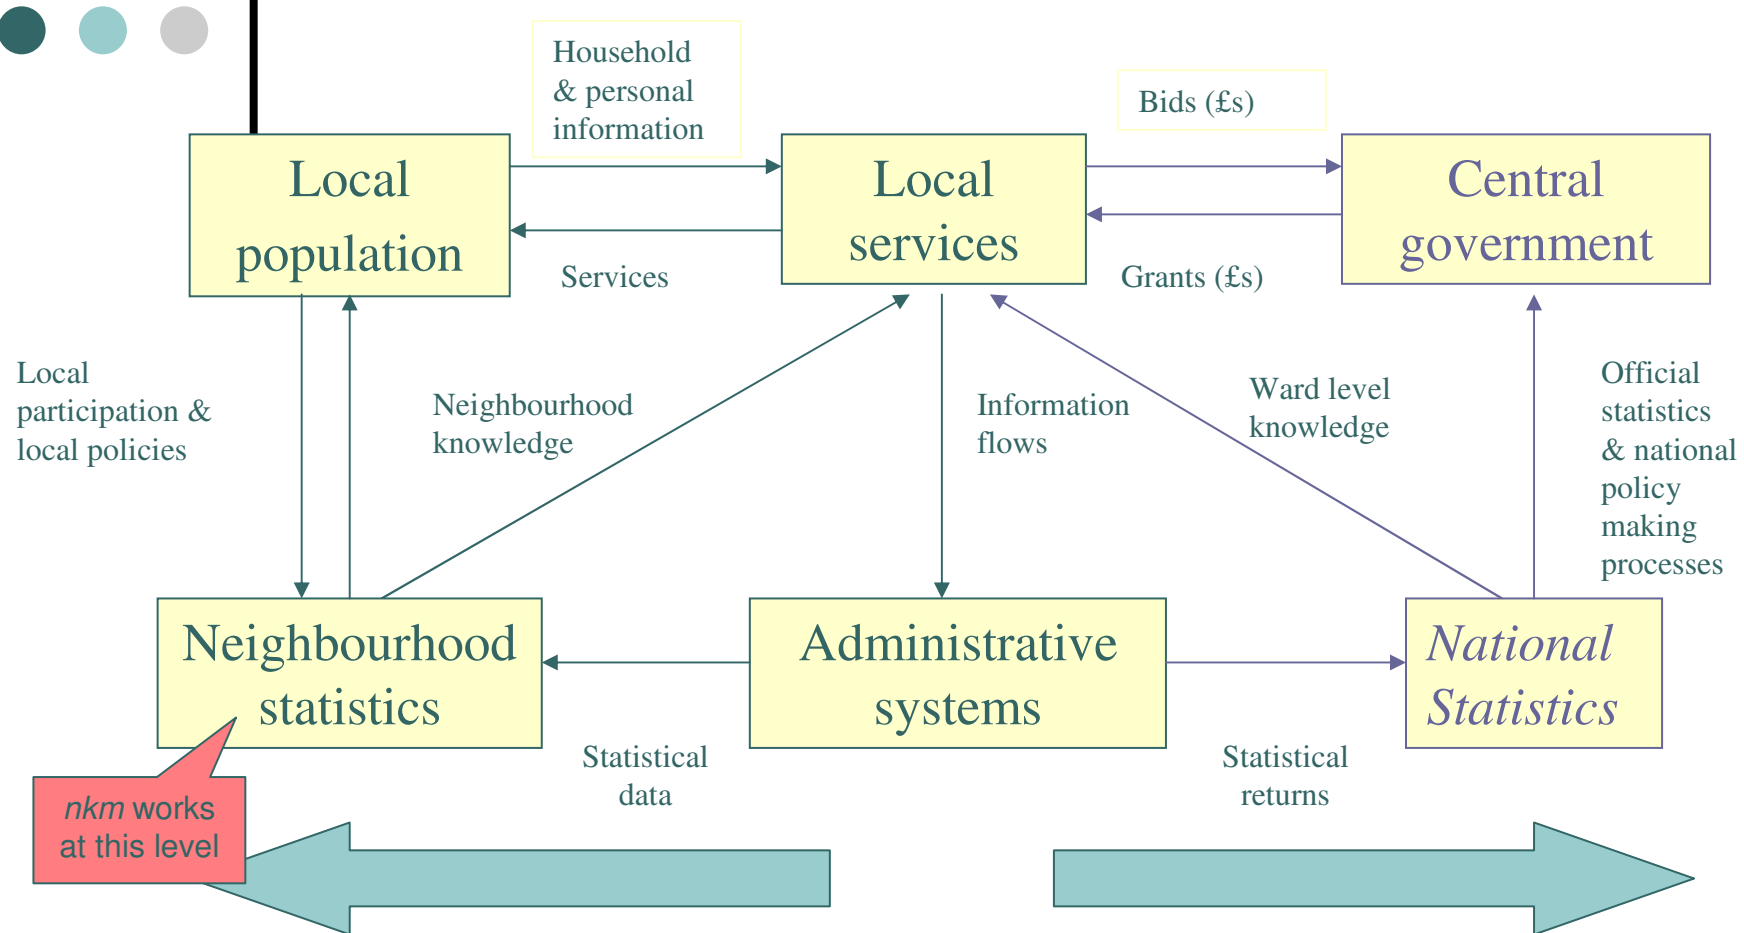 Household
& personal
information
Bids (£s)
Local
population
Local
services
Central
government
Services
Grants (£s)
Local
participation &
local policies
Neighbourhood
knowledge
Information
flows
Ward level
knowledge
Official
statistics
& national
policy
making
processes
Neighbourhood
statistics
Administrative
systems
National
Statistics
Statistical
data
Statistical
returns
nkm works
at this level